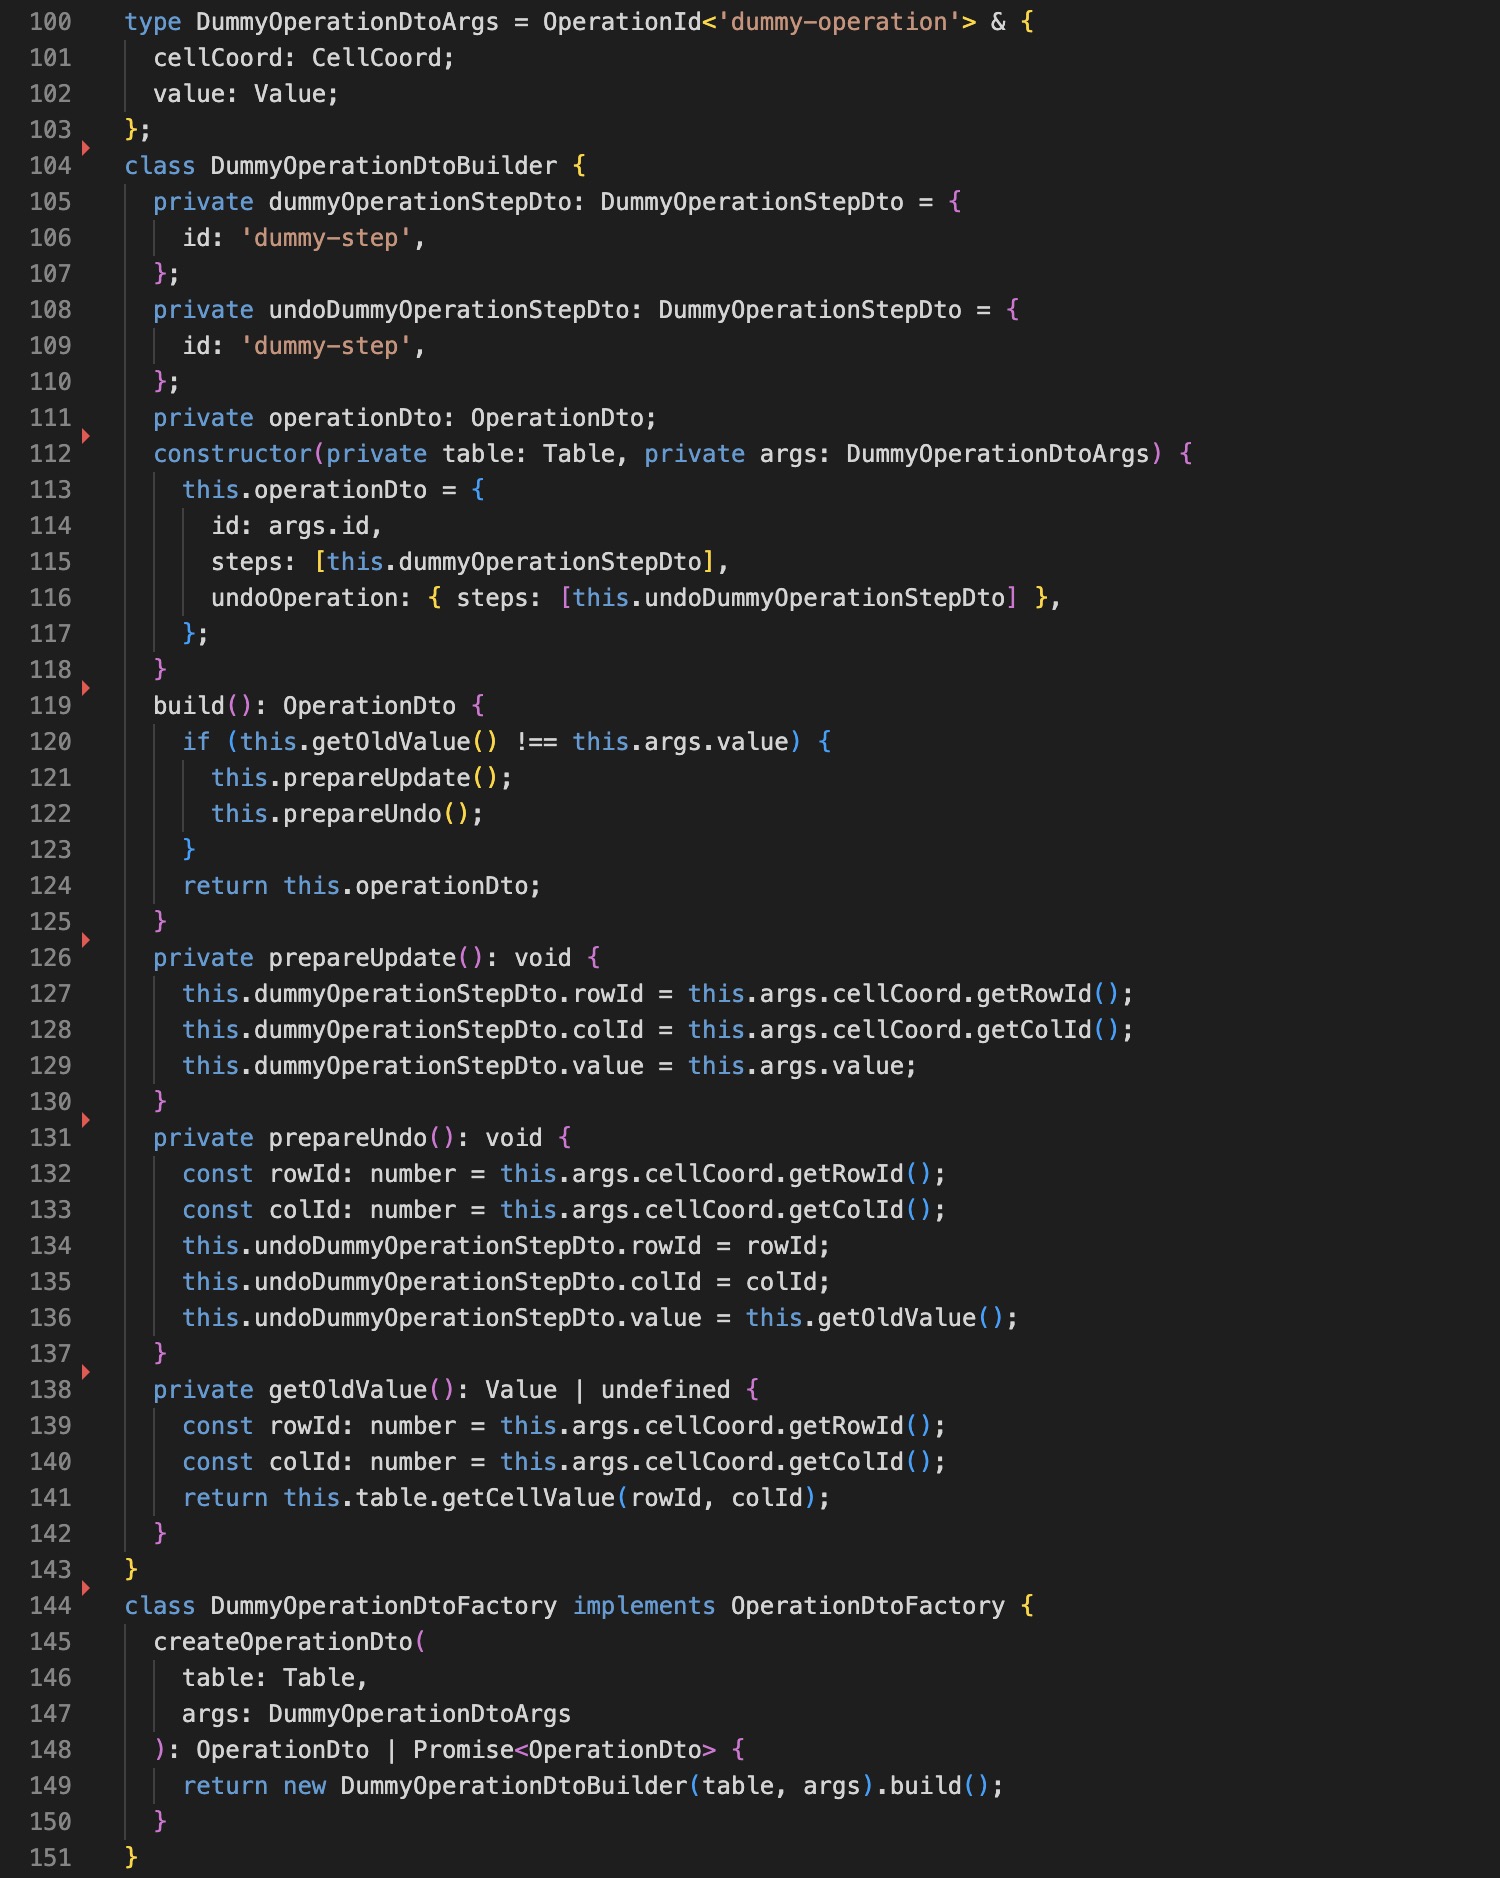 100 type DummyOperationDtoArgs = OperationId<'dummy-operation'> & {
101   cellCoord: CellCoord;
102   value: Value;
103 };
104 class DummyOperationDtoBuilder {
105   private dummyOperationStepDto: DummyOperationStepDto = {
106     id: 'dummy-step',
107   };
108   private undoDummyOperationStepDto: DummyOperationStepDto = {
109     id: 'dummy-step',
110   };
111   private operationDto: OperationDto;
112   constructor(private table: Table, private args: DummyOperationDtoArgs) {
113     this.operationDto = {
114       id: args.id,
115       steps: [this.dummyOperationStepDto],
116       undoOperation: { steps: [this.undoDummyOperationStepDto] },
117     };
118   }
119   build(): OperationDto {
120     if (this.getOldValue() !== this.args.value) {
121       this.prepareUpdate();
122       this.prepareUndo();
123     }
124     return this.operationDto;
125   }
126   private prepareUpdate(): void {
127     this.dummyOperationStepDto.rowId = this.args.cellCoord.getRowId();
128     this.dummyOperationStepDto.colId = this.args.cellCoord.getColId();
129     this.dummyOperationStepDto.value = this.args.value;
130   }
131   private prepareUndo(): void {
132     const rowId: number = this.args.cellCoord.getRowId();
133     const colId: number = this.args.cellCoord.getColId();
134     this.undoDummyOperationStepDto.rowId = rowId;
135     this.undoDummyOperationStepDto.colId = colId;
136     this.undoDummyOperationStepDto.value = this.getOldValue();
137   }
138   private getOldValue(): Value | undefined {
139     const rowId: number = this.args.cellCoord.getRowId();
140     const colId: number = this.args.cellCoord.getColId();
141     return this.table.getCellValue(rowId, colId);
142   }
143 }
144 class DummyOperationDtoFactory implements OperationDtoFactory {
145   createOperationDto(
146     table: Table,
147     args: DummyOperationDtoArgs
148   ): OperationDto | Promise<OperationDto> {
149     return new DummyOperationDtoBuilder(table, args).build();
150   }
151 }